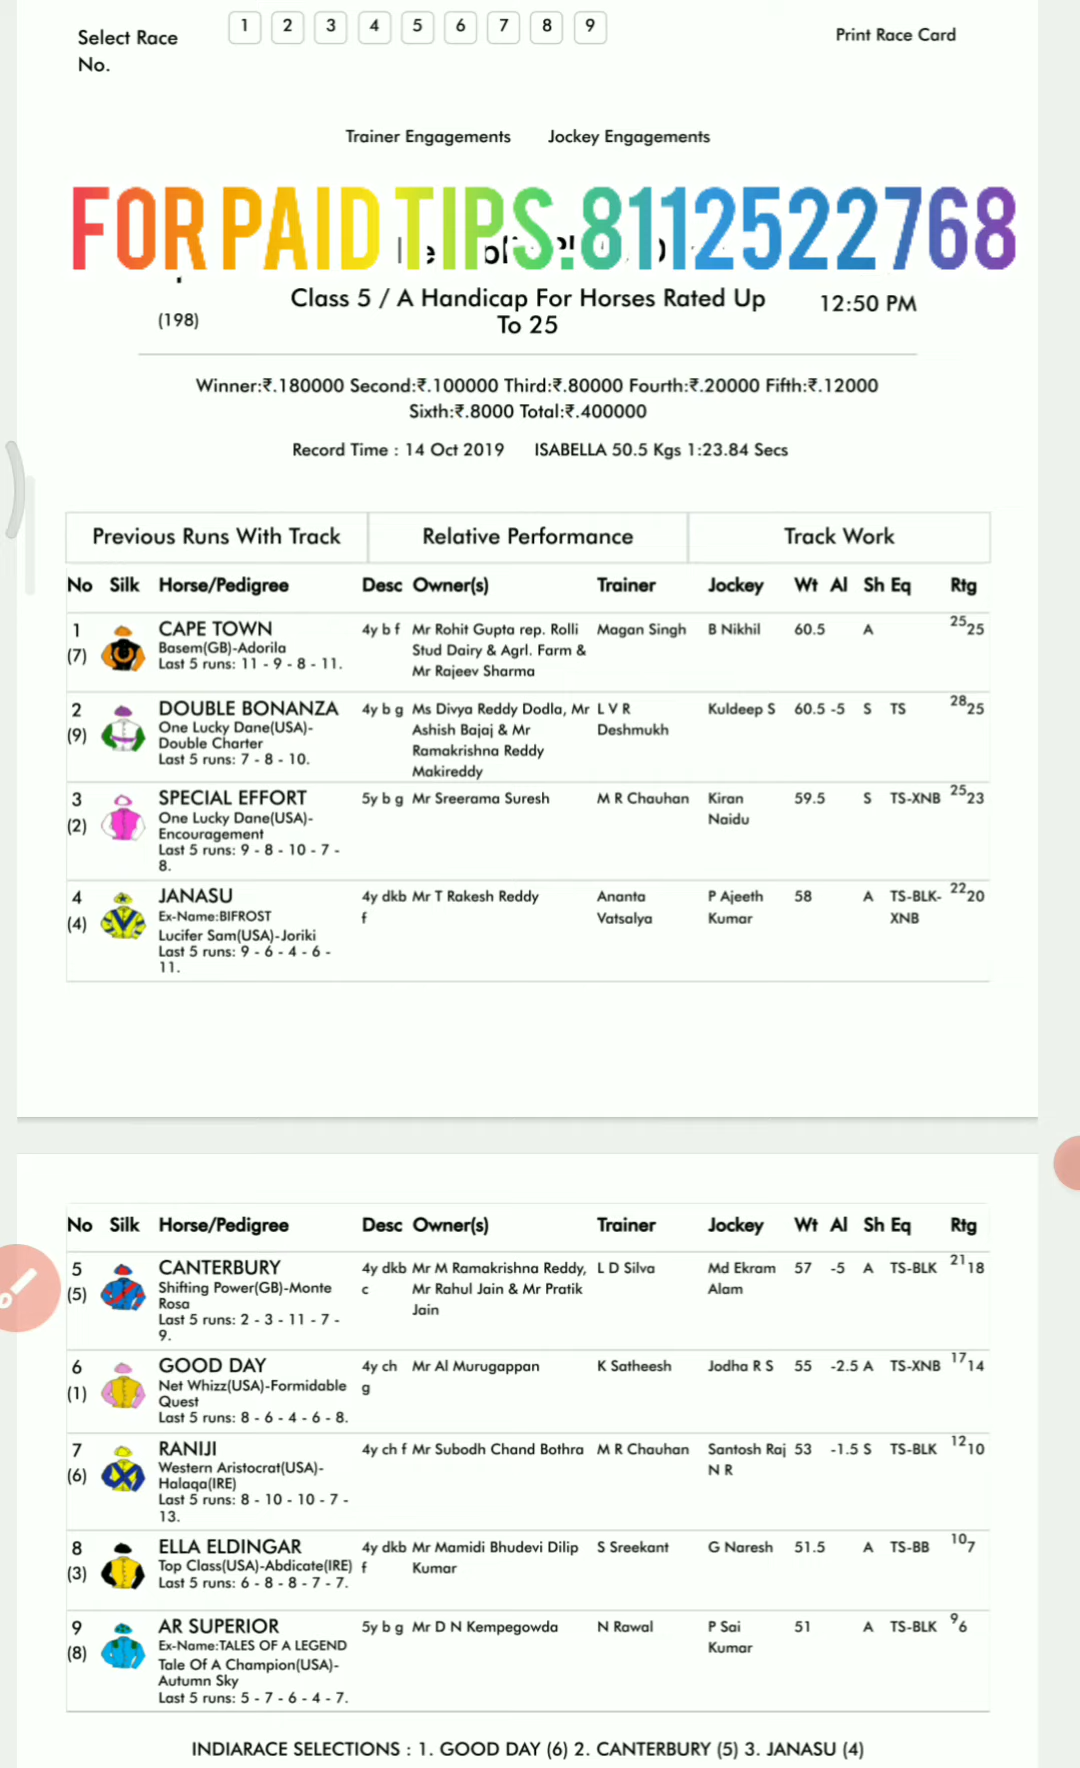 Select Race No.
1 2 3 4 5 6 7 8 9
Print Race Card
Trainer Engagements Jockey Engagements
FOR PAID TIPS:8112522768
(198)
Class 5 / A Handicap For Horses Rated Up
To 25
12:50 PM
Winner:₹.180000 Second:₹.100000 Third:₹.80000 Fourth:₹.20000 Fifth:₹.12000
Sixth:₹.8000 Total:₹.400000
Record Time : 14 Oct 2019 ISABELLA 50.5 Kgs 1:23.84 Secs
Previous Runs With Track Relative Performance Track Work
No Silk Horse/Pedigree Desc Owner(s) Trainer Jockey Wt Al Sh Eq Rtg
1 CAPE TOWN 4y b f Mr Rohit Gupta rep. Rolli Magan Singh B Nikhil 60.5 A 25 25
(7) Basem(GB)-Adorila Stud Dairy & Agrl. Farm &
Last 5 runs: 11 - 9 - 8 - 11. Mr Rajeev Sharma
2 DOUBLE BONANZA 4y b g Ms Divya Reddy Dodla, Mr L V R Kuldeep S 60.5 -5 S TS 28 25
(9) One Lucky Dane(USA)- Ashish Bajaj & Mr Deshmukh
Double Charter Ramakrishna Reddy
Last 5 runs: 7 - 8 - 10. Makireddy
3 SPECIAL EFFORT 5y b g Mr Sreerama Suresh M R Chauhan Kiran 59.5 S TS-XNB 25 23
(2) One Lucky Dane(USA)- Naidu
Encouragement
Last 5 runs: 9 - 8 - 10 - 7 -
8.
4 JANASU 4y dkb Mr T Rakesh Reddy Ananta P Ajeeth 58 A TS-BLK- 22 20
(4) Ex-Name:BIFROST f Vatsalya Kumar XNB
Lucifer Sam(USA)-Joriki
Last 5 runs: 9 - 6 - 4 - 6 -
11.
No Silk Horse/Pedigree Desc Owner(s) Trainer Jockey Wt Al Sh Eq Rtg
5 CANTERBURY 4y dkb Mr M Ramakrishna Reddy, L D Silva Md Ekram 57 -5 A TS-BLK 21 18
(5) Shifting Power(GB)-Monte c Mr Rahul Jain & Mr Pratik Alam
Rosa Jain
Last 5 runs: 2 - 3 - 11 - 7 -
9.
6 GOOD DAY 4y ch Mr Al Murugappan K Satheesh Jodha R S 55 -2.5 A TS-XNB 17 14
(1) Net Whizz(USA)-Formidable g
Quest
Last 5 runs: 8 - 6 - 4 - 6 - 8.
7 RANIJI 4y ch f Mr Subodh Chand Bothra M R Chauhan Santosh Raj 53 -1.5 S TS-BLK 12 10
(6) Western Aristocrat(USA)- N R
Halaqa(IRE)
Last 5 runs: 8 - 10 - 10 - 7 -
13.
8 ELLA ELDINGAR 4y dkb Mr Mamidi Bhudevi Dilip S Sreekant G Naresh 51.5 A TS-BB 10 7
(3) Top Class(USA)-Abdicate(IRE) f Kumar
Last 5 runs: 6 - 8 - 8 - 7 - 7.
9 AR SUPERIOR 5y b g Mr D N Kempegowda N Rawal P Sai 51 A TS-BLK 9 6
(8) Ex-Name:TALES OF A LEGEND Kumar
Tale Of A Champion(USA)-
Autumn Sky
Last 5 runs: 5 - 7 - 6 - 4 - 7.
INDIARACE SELECTIONS : 1. GOOD DAY (6) 2. CANTERBURY (5) 3. JANASU (4)